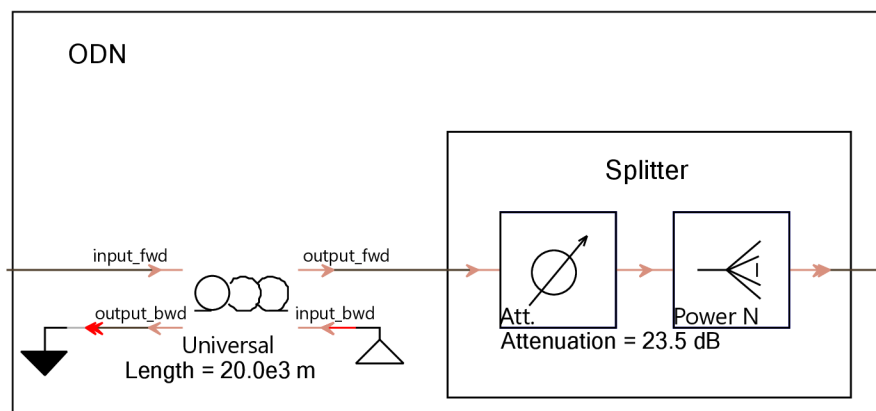 ODN
Splitter
input_fwd
output_fwd
output_bwd
input_bwd
Att.
Power N
Universal
Attenuation = 23.5 dB
Length = 20.0e3 m